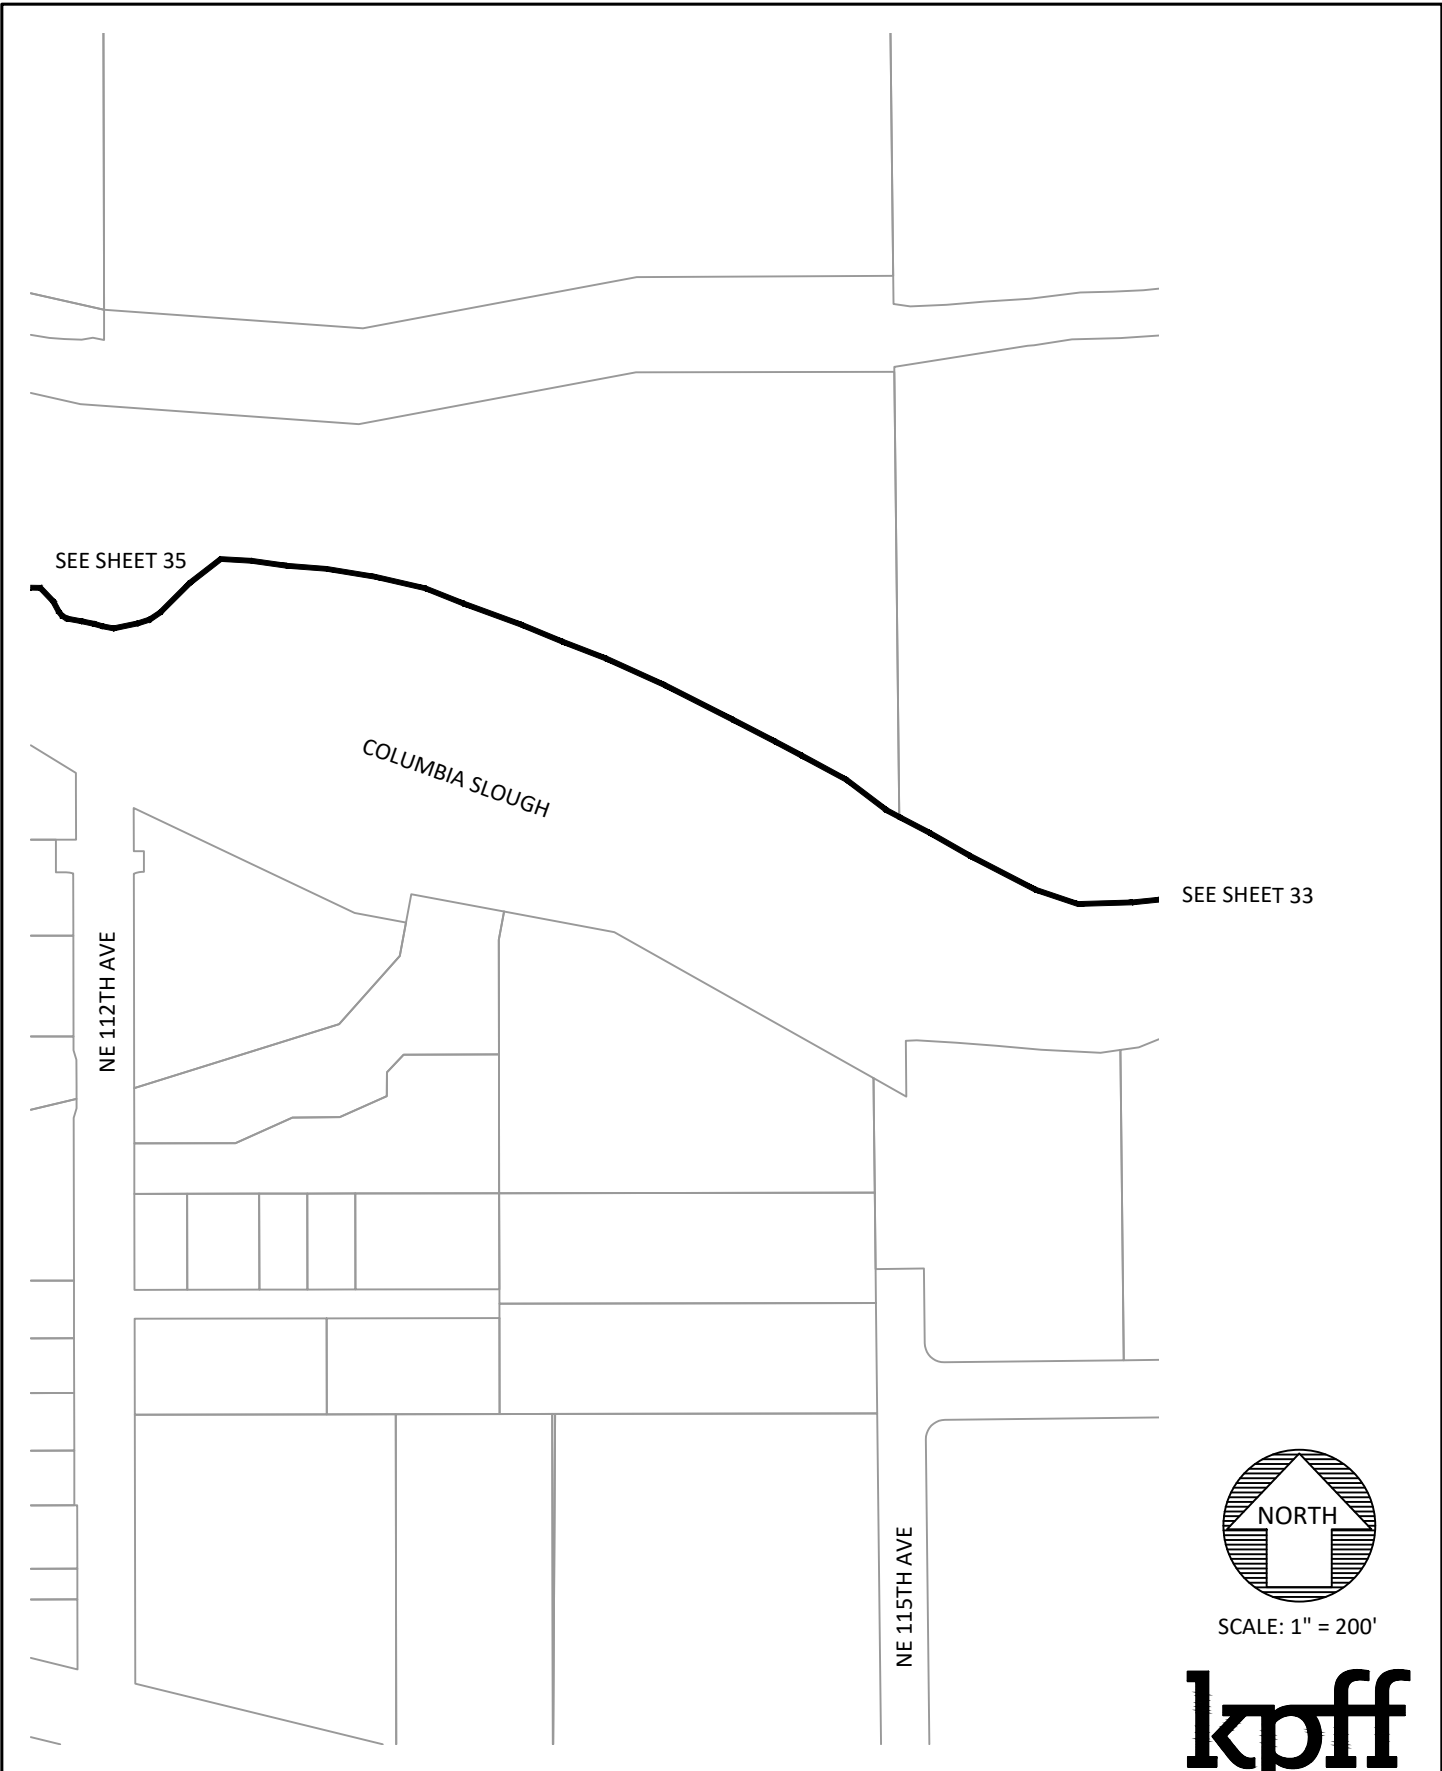 SEE SHEET 35
COLUMBIA SLOUGH
SEE SHEET 33
NE 112TH AVE
NORTH
NE 115TH AVE
SCALE: 1" = 200'
kpff